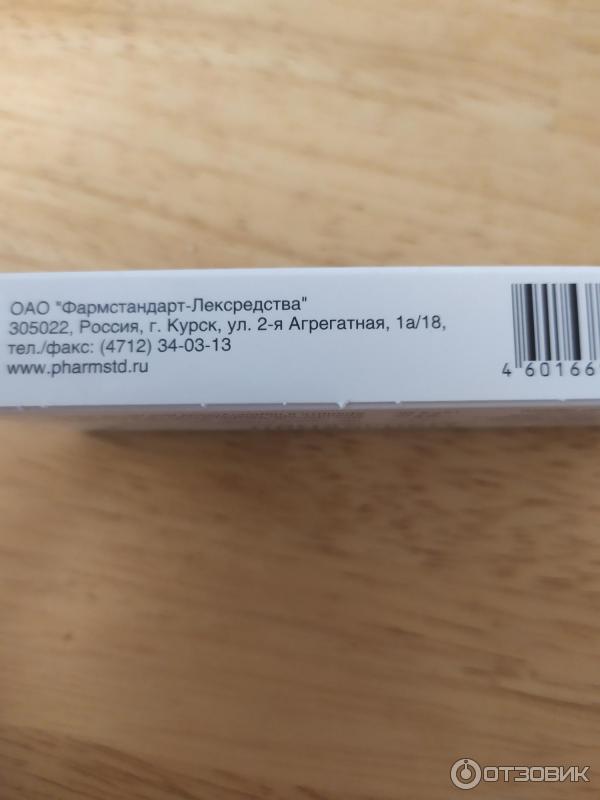 ОАО "Фармстандарт-Лексредства"
305022, Россия, г. Курск, ул. 2-я Агрегатная, 1а/18,
тел./факс: (4712) 34-03-13
www.pharmstd.ru
4 60166
ОТЗОВИК